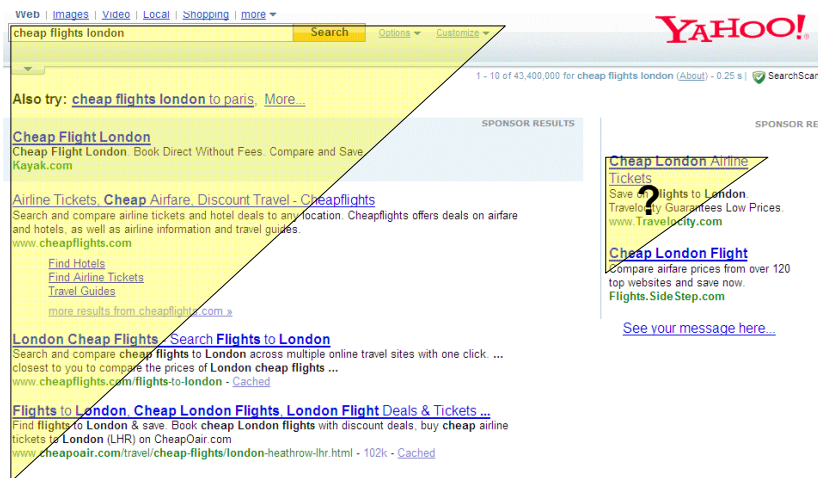 Web | Images | Video | Local | Shopping | more
cheap flights london Search Options Customize
YAHOO!
1 - 10 of 43,400,000 for cheap flights london (About) - 0.25 s | SearchScan
Also try: cheap flights london to paris, More...
SPONSOR RESULTS
Cheap Flight London
Cheap Flight London. Book Direct Without Fees. Compare and Save.
Kayak.com
Airline Tickets, Cheap Airfare, Discount Travel - Cheapflights
Search and compare airline tickets and hotel deals to any location. Cheapflights offers deals on airfare
and hotels, as well as airline information and travel guides.
www.cheapflights.com
Find Hotels
Find Airline Tickets
Travel Guides
more results from cheapflights.com »
London Cheap Flights - Search Flights to London
Search and compare cheap flights to London across multiple online travel sites with one click. ...
closest to you to compare the prices of London cheap flights ...
www.cheapflights.com/flights-to-london - Cached
Flights to London, Cheap London Flights, London Flight Deals & Tickets ...
Find flights to London & save. Book cheap London flights with discount deals, buy cheap airline
tickets to London (LHR) on CheapOair.com
www.cheapoair.com/travel/cheap-flights/london-heathrow-lhr.html - 102k - Cached
SPONSOR RE
Cheap London Airline
Tickets
Save on Flights to London.
Travelocity Guarantees Low Prices.
www.Travelocity.com
?
Cheap London Flight
Compare airfare prices from over 120
top websites and save now.
Flights.SideStep.com
See your message here...